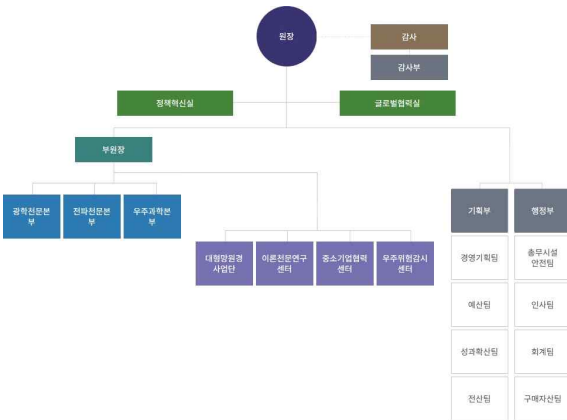 원장
감사
감사부
정책혁신실
글로벌협력실
부원장
광학천문본
부
전파천문본
부
우주과학본
부
대형망원경
사업단
이론천문연구
센터
중소기업협력
센터
우주위험감시
센터
기획부
행정부
경영기획팀
총무시설
안전팀
예산팀
인사팀
성과확산팀
회계팀
전산팀
구매자산팀